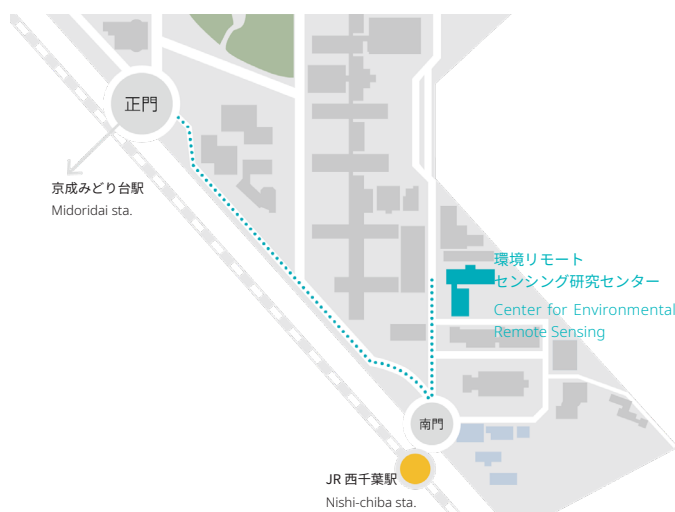 正門
京成みどり台駅
Midoridai sta.
環境リモート
センシング研究センター
Center for Environmental
Remote Sensing
南門
JR 西千葉駅
Nishi-chiba sta.